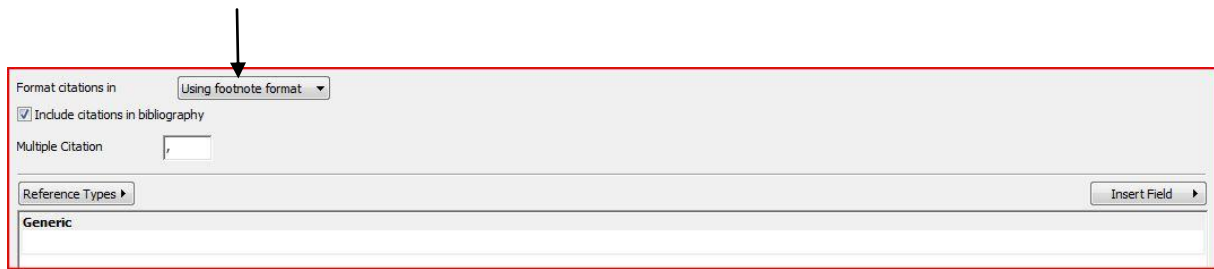 Format citations in Using footnote format
Include citations in bibliography
Multiple Citation ,
Reference Types Insert Field
Generic